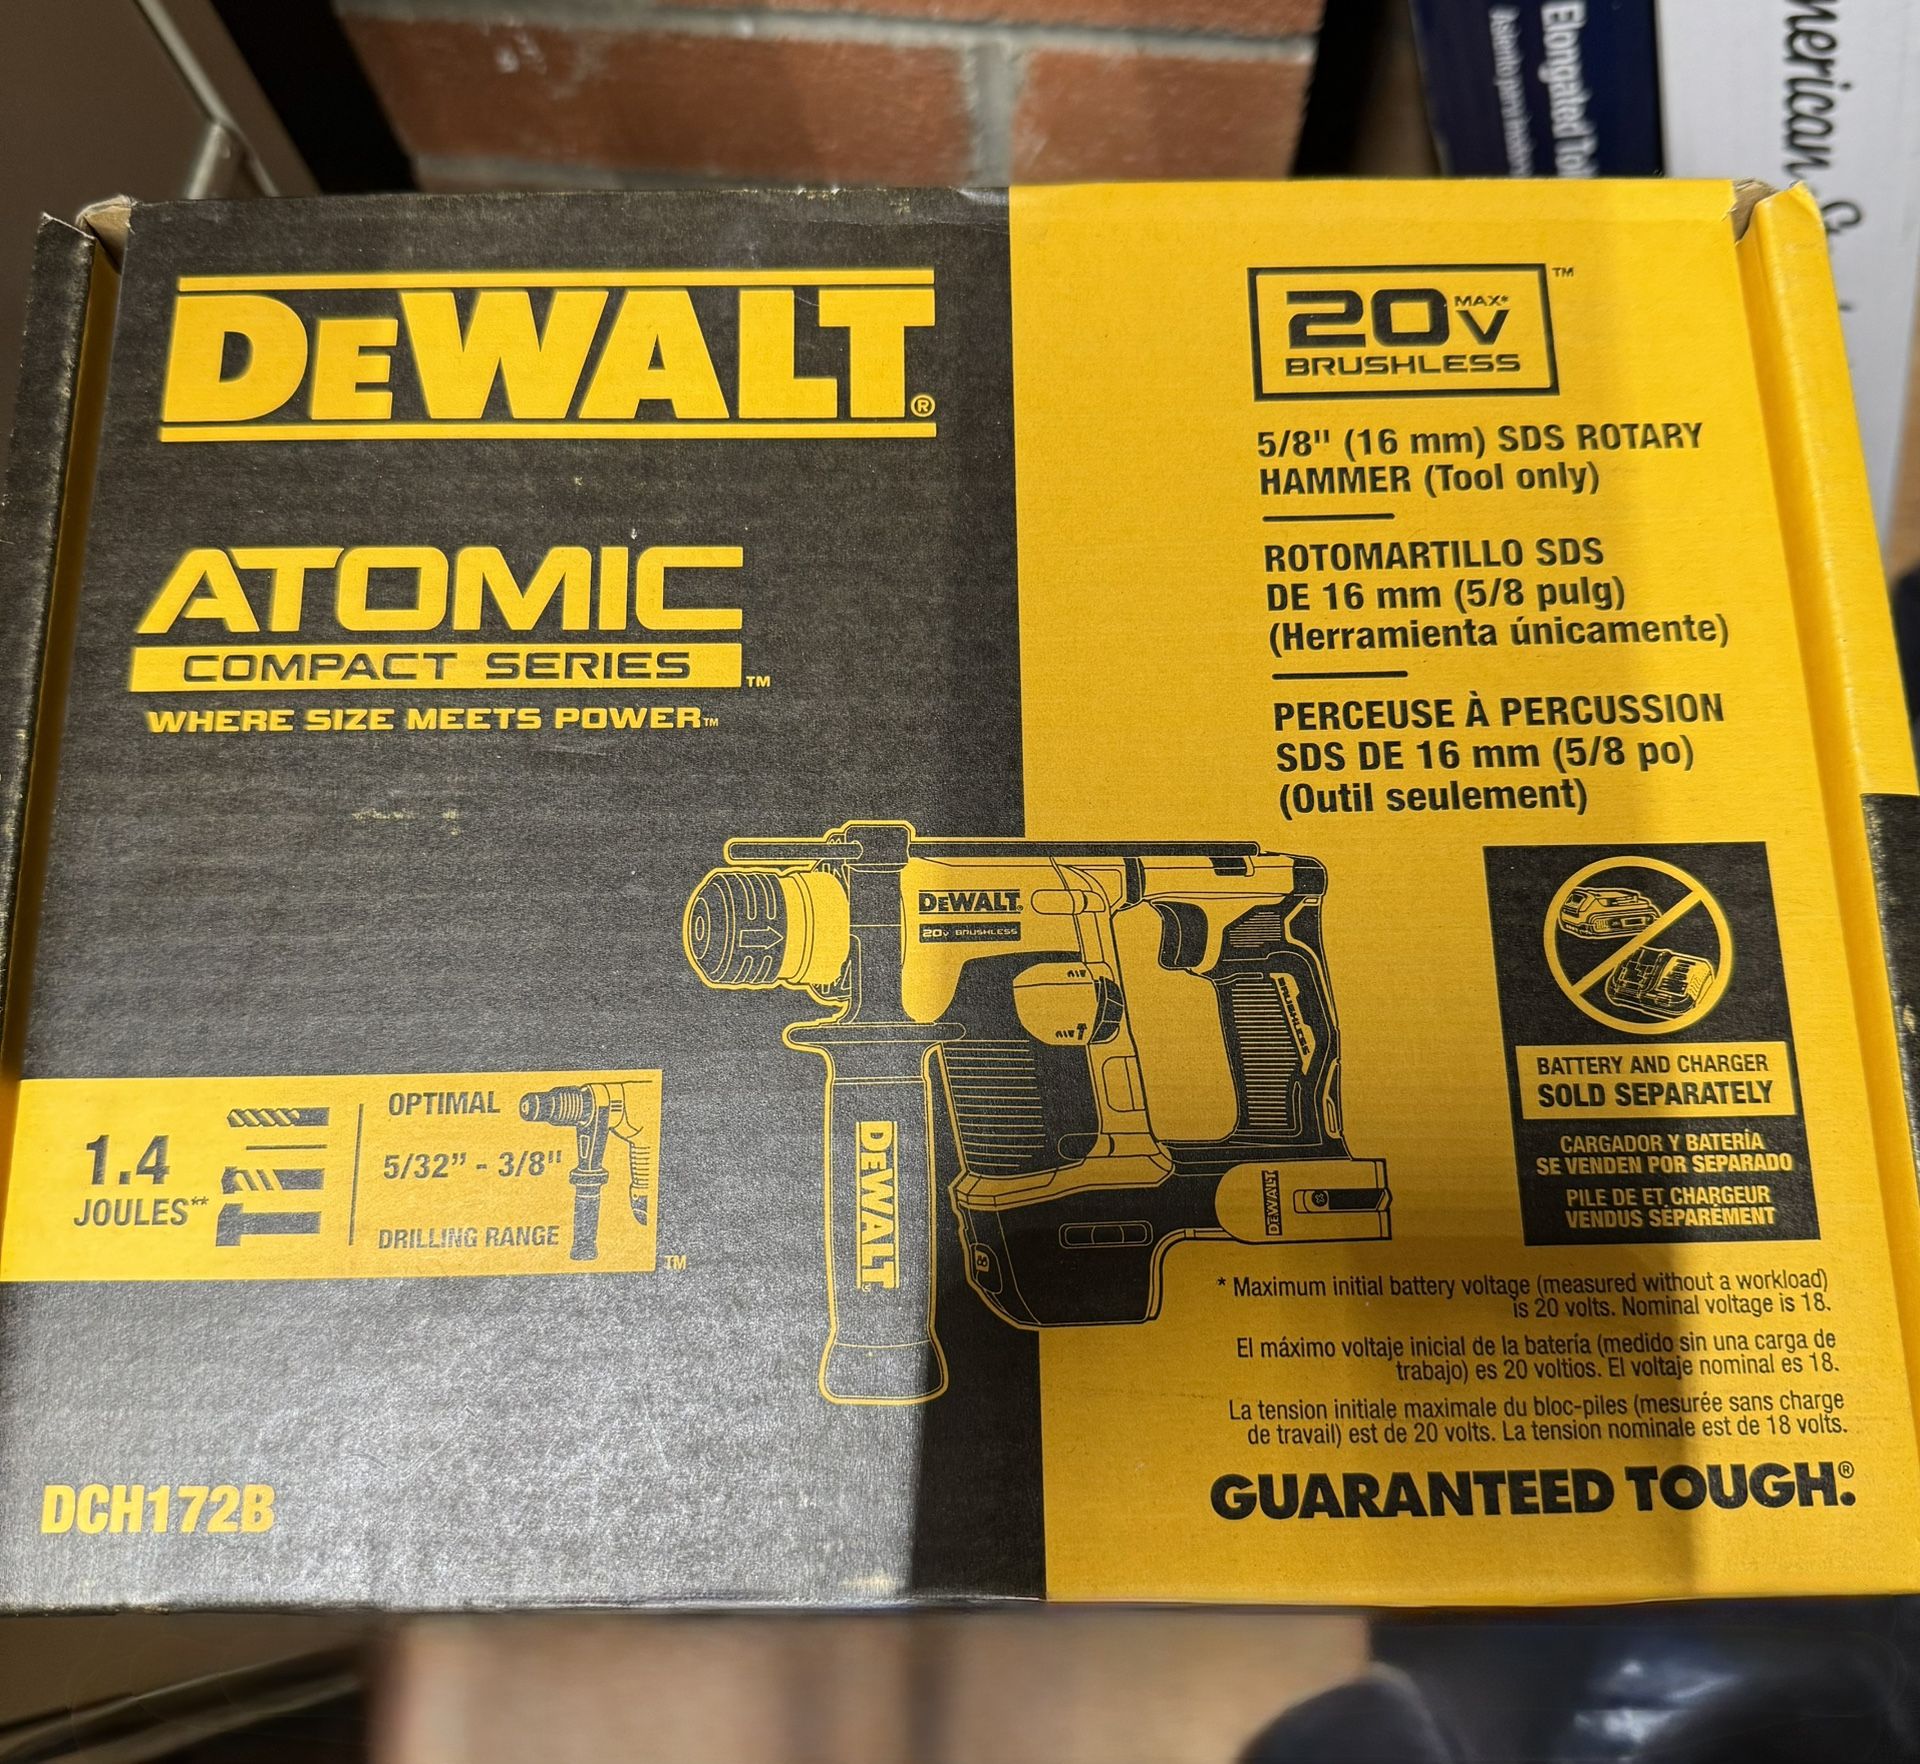 Elongated
American
DEWALT®
ATOMIC
COMPACT SERIES™
WHERE SIZE MEETS POWER™
20V MAX*™
BRUSHLESS
5/8" (16 mm) SDS ROTARY
HAMMER (Tool only)
ROTOMARTILLO SDS
DE 16 mm (5/8 pulg)
(Herramienta únicamente)
PERCEUSE À PERCUSSION
SDS DE 16 mm (5/8 po)
(Outil seulement)
DEWALT®
20V BRUSHLESS
BRUSHLESS
DEWALT®
DEWALT
1.4
JOULES**
OPTIMAL
5/32” - 3/8"
DRILLING RANGE
™
BATTERY AND CHARGER
SOLD SEPARATELY
CARGADOR Y BATERÍA
SE VENDEN POR SEPARADO
PILE DE ET CHARGEUR
VENDUS SÉPARÉMENT
* Maximum initial battery voltage (measured without a workload)
is 20 volts. Nominal voltage is 18.
El máximo voltaje inicial de la batería (medido sin una carga de
trabajo) es 20 voltios. El voltaje nominal es 18.
La tension initiale maximale du bloc-piles (mesurée sans charge
de travail) est de 20 volts. La tension nominale est de 18 volts.
DCH172B
GUARANTEED TOUGH.®